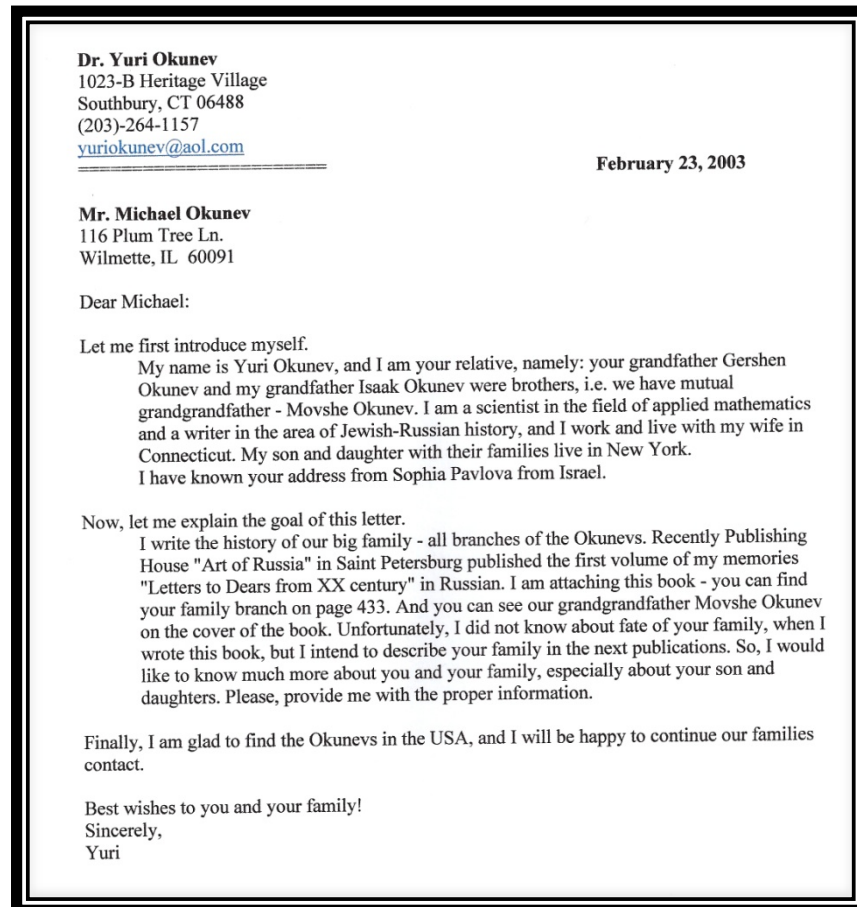 Dr. Yuri Okunev
1023-B Heritage Village
Southbury, CT 06488
(203)-264-1157
yuriokunev@aol.com
==========================
February 23, 2003
Mr. Michael Okunev
116 Plum Tree Ln.
Wilmette, IL 60091
Dear Michael:
Let me first introduce myself.
My name is Yuri Okunev, and I am your relative, namely: your grandfather Gershen
Okunev and my grandfather Isaak Okunev were brothers, i.e. we have mutual
grandgrandfather - Movshe Okunev. I am a scientist in the field of applied mathematics
and a writer in the area of Jewish-Russian history, and I work and live with my wife in
Connecticut. My son and daughter with their families live in New York.
I have known your address from Sophia Pavlova from Israel.
Now, let me explain the goal of this letter.
I write the history of our big family - all branches of the Okunevs. Recently Publishing
House "Art of Russia" in Saint Petersburg published the first volume of my memories
"Letters to Dears from XX century" in Russian. I am attaching this book - you can find
your family branch on page 433. And you can see our grandgrandfather Movshe Okunev
on the cover of the book. Unfortunately, I did not know about fate of your family, when I
wrote this book, but I intend to describe your family in the next publications. So, I would
like to know much more about you and your family, especially about your son and
daughters. Please, provide me with the proper information.
Finally, I am glad to find the Okunevs in the USA, and I will be happy to continue our families
contact.
Best wishes to you and your family!
Sincerely,
Yuri